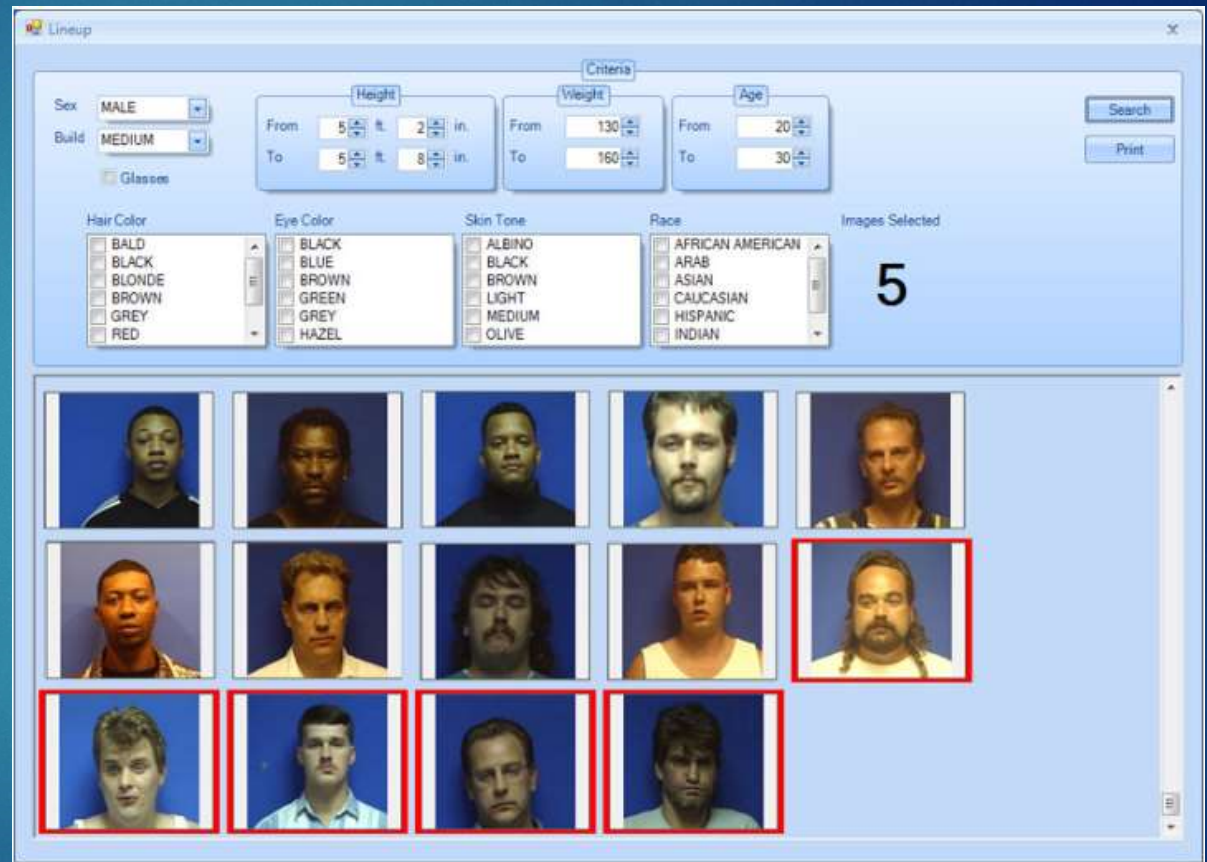 Lineup
Criteria
Sex MALE
Build MEDIUM
Glasses
Height
From 5 ft. 2 in.
To 5 ft. 8 in.
Weight
From 130
To 160
Age
From 20
To 30
Search
Print
Hair Color
BALD
BLACK
BLONDE
BROWN
GREY
RED
Eye Color
BLACK
BLUE
BROWN
GREEN
GREY
HAZEL
Skin Tone
ALBINO
BLACK
BROWN
LIGHT
MEDIUM
OLIVE
Race
AFRICAN AMERICAN
ARAB
ASIAN
CAUCASIAN
HISPANIC
INDIAN
Images Selected
5